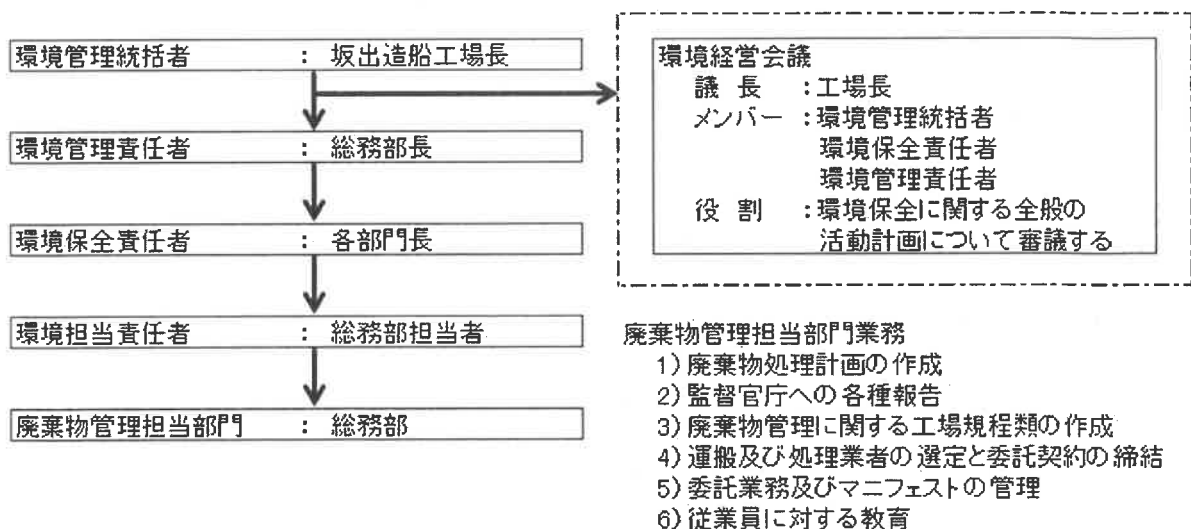 環境管理統括者 : 坂出造船工場長
環境管理責任者 : 総務部長
環境保全責任者 : 各部門長
環境担当責任者 : 総務部担当者
廃棄物管理担当部門 : 総務部
環境経営会議
議 長 :工場長
メンバー :環境管理統括者
環境保全責任者
環境管理責任者
役 割 :環境保全に関する全般の
活動計画について審議する
廃棄物管理担当部門業務
1)廃棄物処理計画の作成
2)監督官庁への各種報告
3)廃棄物管理に関する工場規程類の作成
4)運搬及び処理業者の選定と委託契約の締結
5)委託業務及びマニフェストの管理
6)従業員に対する教育